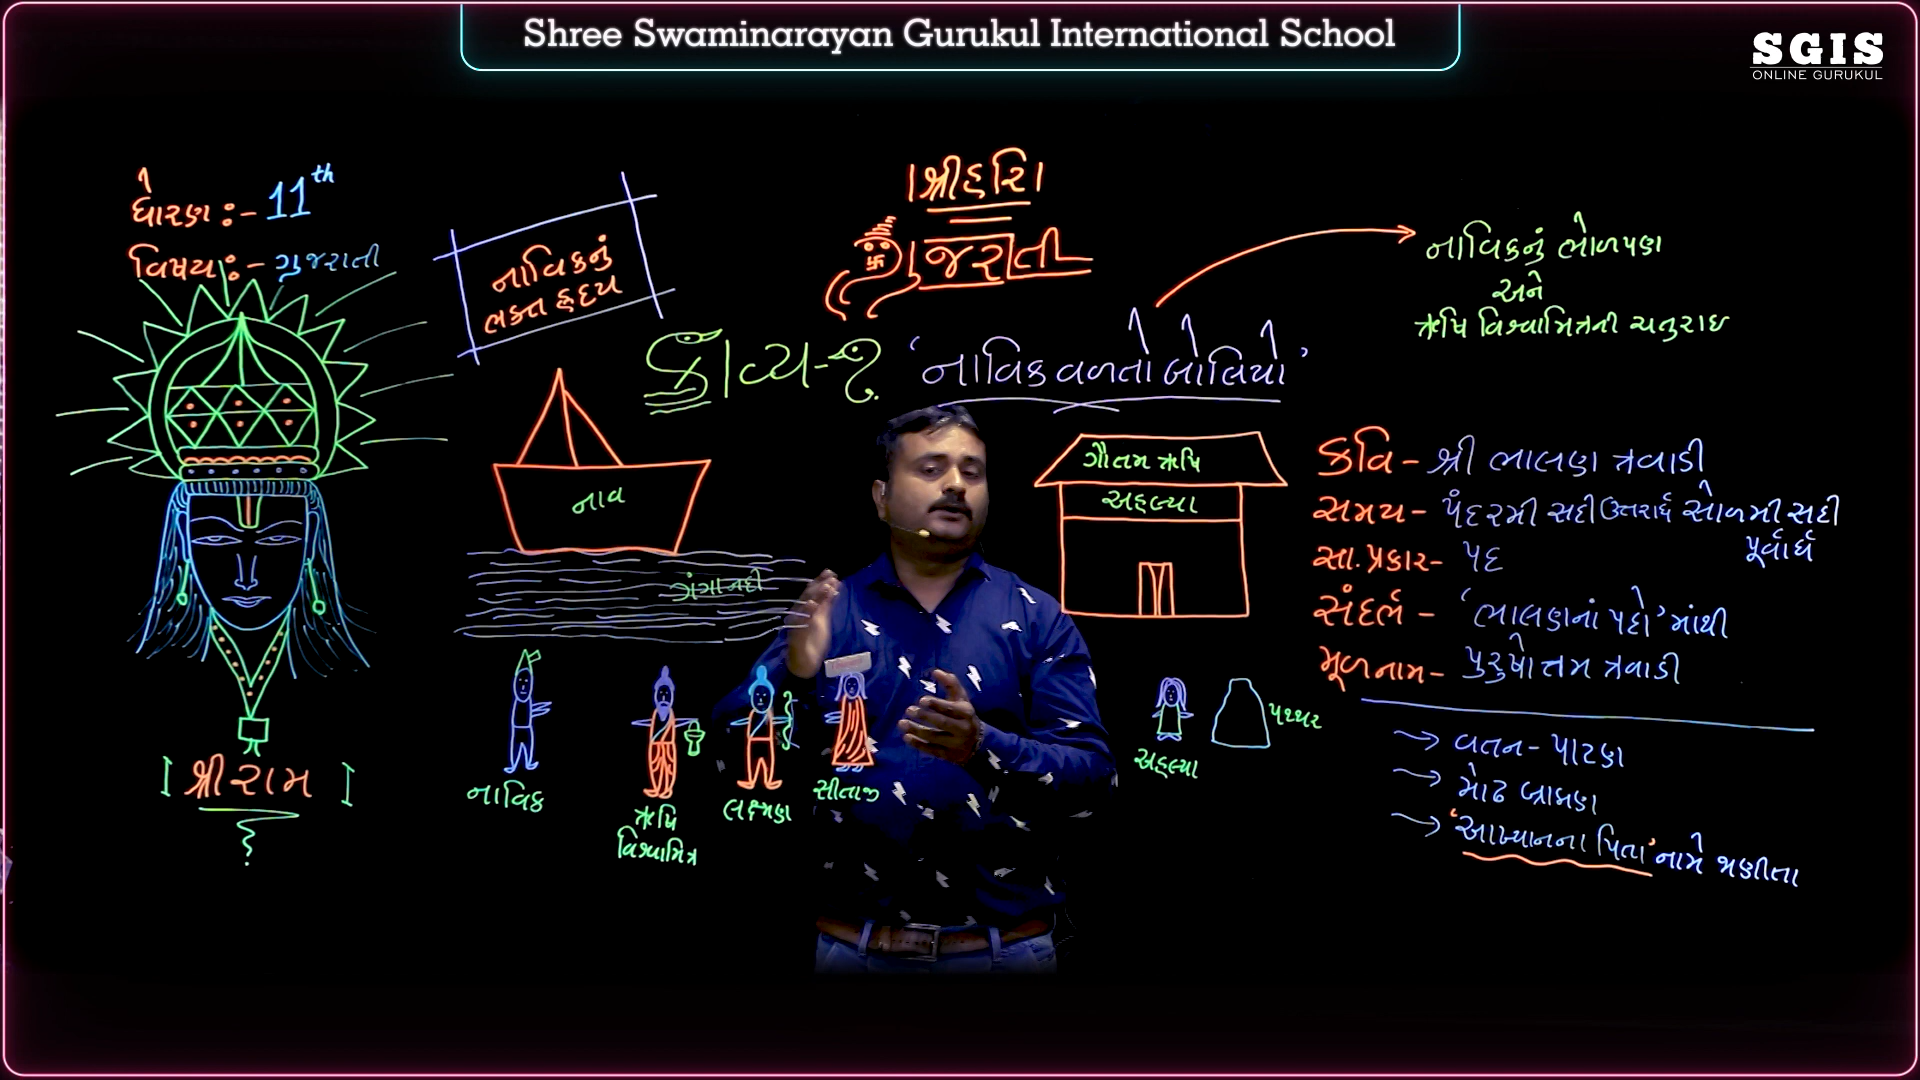 Shree Swaminarayan Gurukul International School
SGIS
ONLINE GURUKUL
ધોરણ :- 11th
વિષય :- ગુજરાતી
નાવિકનું
ભક્ત હૃદય
।શ્રીહરિ।
ગુજરાતી
કાવ્ય-૧
'નાવિક વળતો બોલિયો'
નાવિકનું ભોળપણ
અને
ઋષિ વિશ્વામિત્રની ચતુરાઇ
નાવ
ગંગા નદી
ગૌતમ ઋષિ
અહલ્યા
કવિ - શ્રી ભાલણ ત્રવાડી
સમય - પંદરમી સદી ઉત્તરાર્ધ સોળમી સદી
પૂર્વાર્ધ
સા. પ્રકાર - પદ
સંદર્ભ - 'ભાલણનાં પદો' માંથી
મૂળ નામ - પુરુષોત્તમ ત્રવાડી
→ વતન - પાટણ
→ મોઢ બ્રાહ્મણ
→ 'આખ્યાનના પિતા' નામે જાણીતા
શ્રી રામ
નાવિક
ઋષિ
વિશ્વામિત્ર
લક્ષ્મણ
સીતાજી
અહલ્યા
પથ્થર